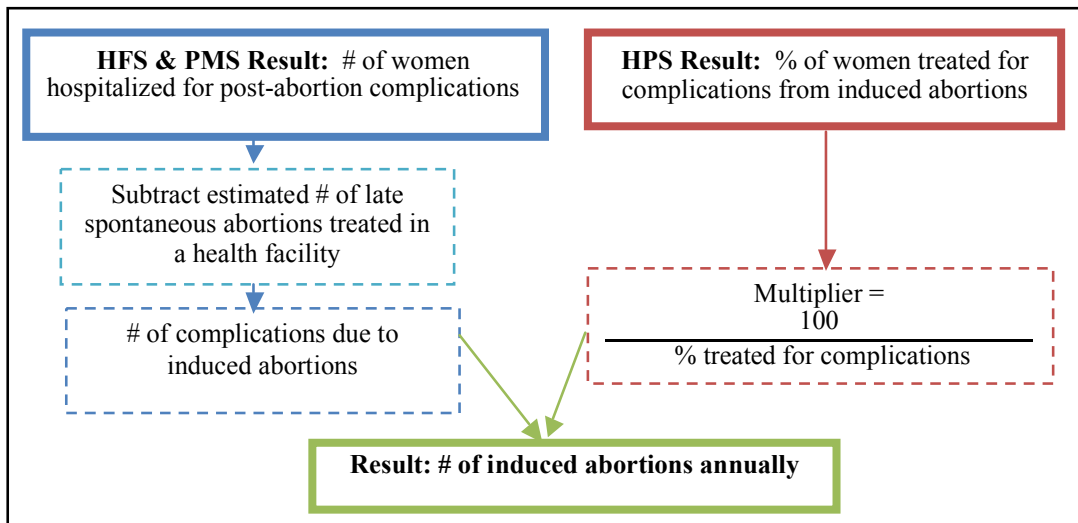 HFS & PMS Result: # of women
hospitalized for post-abortion complications
HPS Result: % of women treated for
complications from induced abortions
Subtract estimated # of late
spontaneous abortions treated in
a health facility
# of complications due to
induced abortions
Multiplier =
100
% treated for complications
Result: # of induced abortions annually